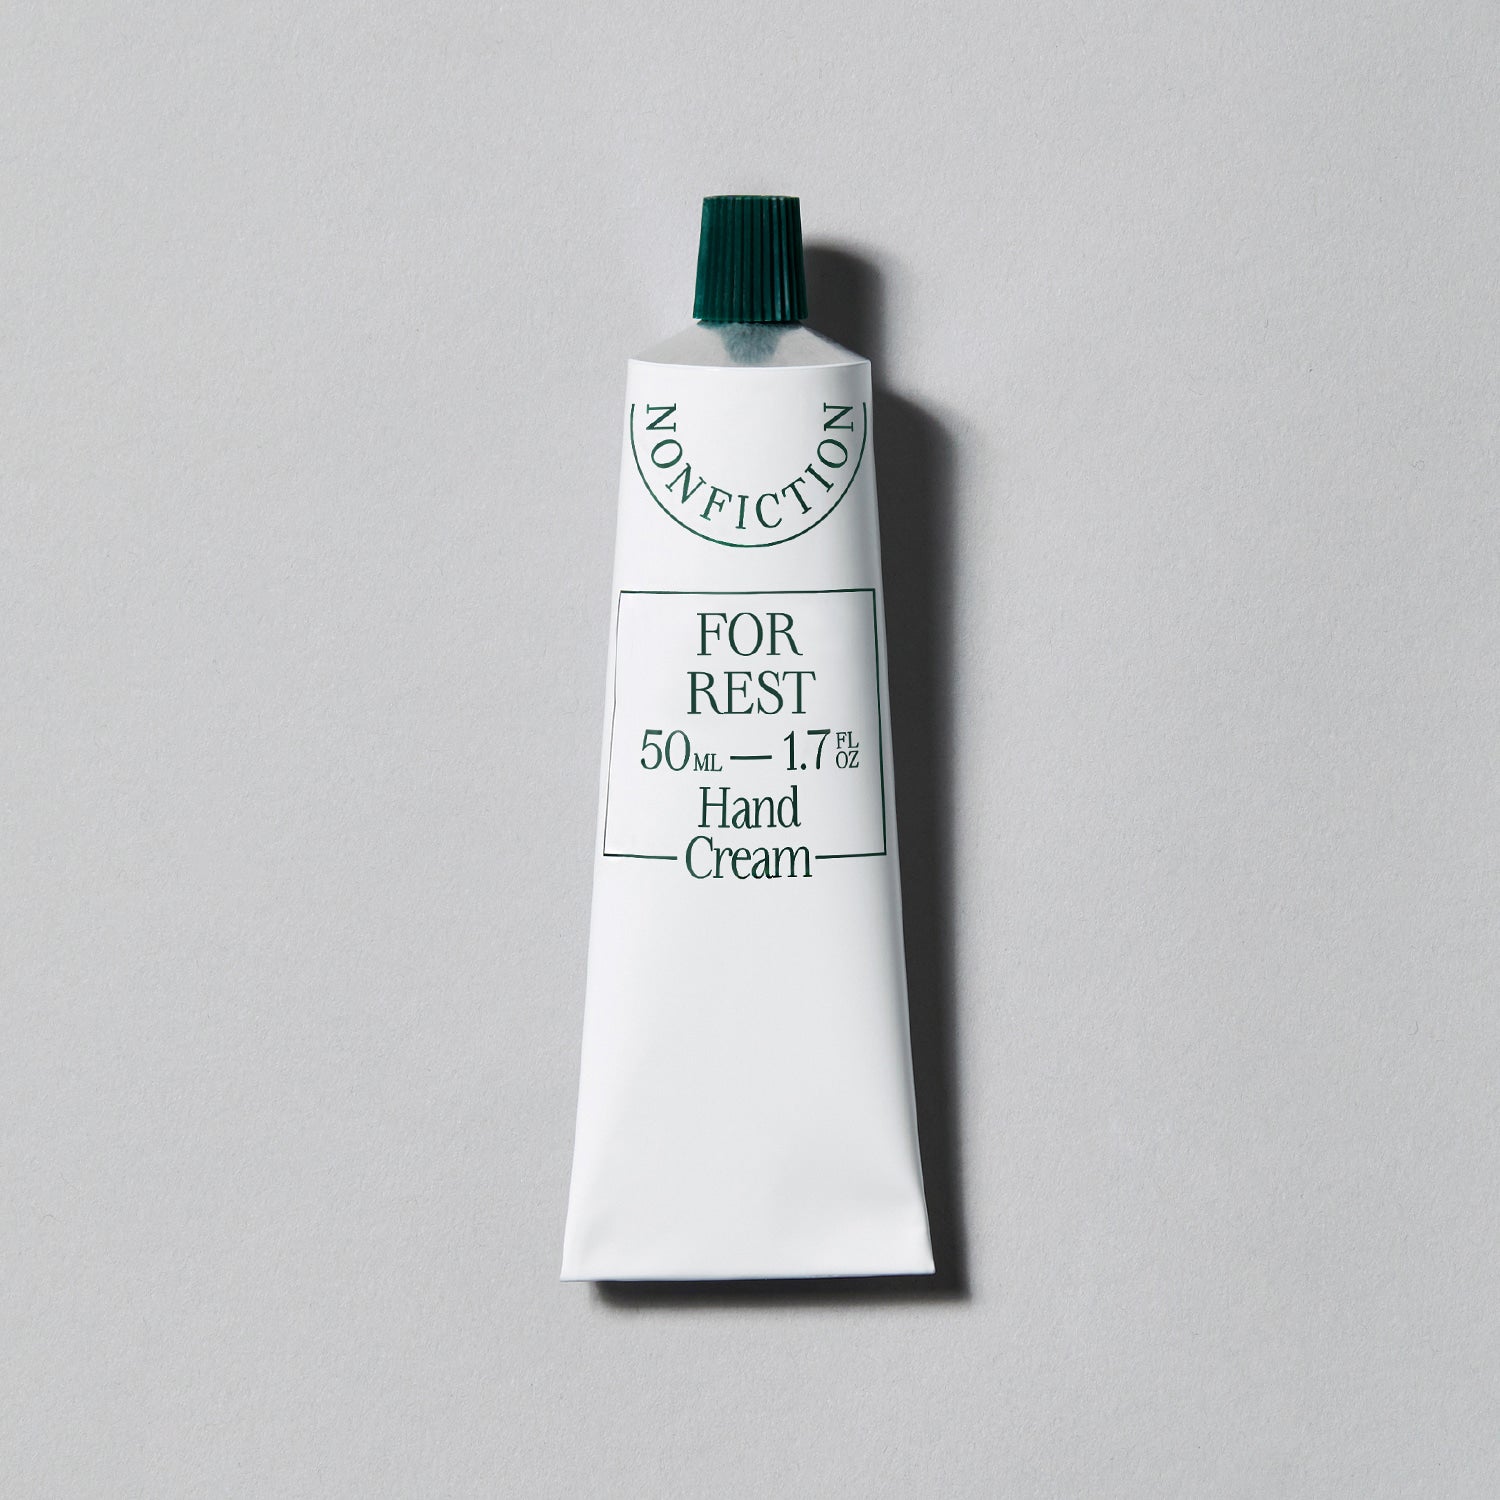 NONFICTION
FOR
REST
50ML — 1.7 FL OZ
Hand
Cream